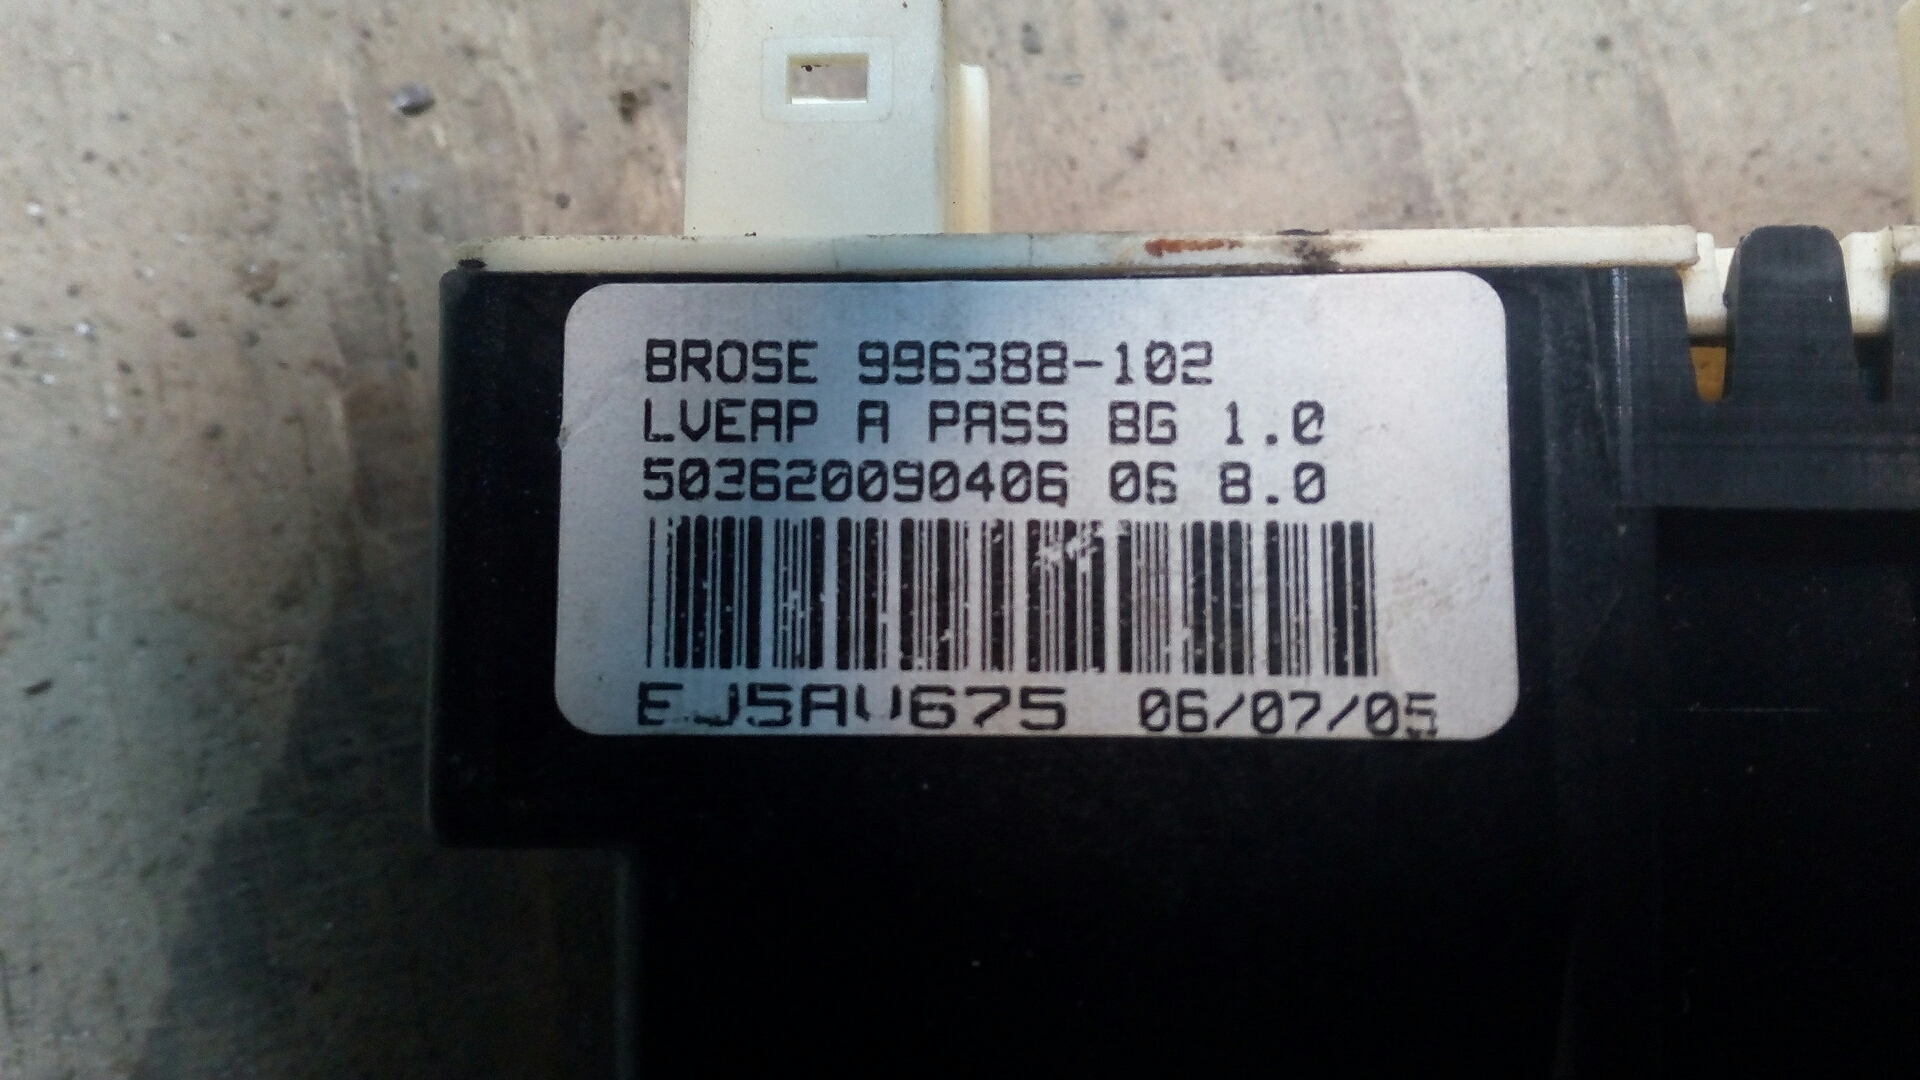 BROSE 996388-102
LVEAP A PASS BG 1.0
503620090406 06 8.0
EJ5AV675 06/07/05